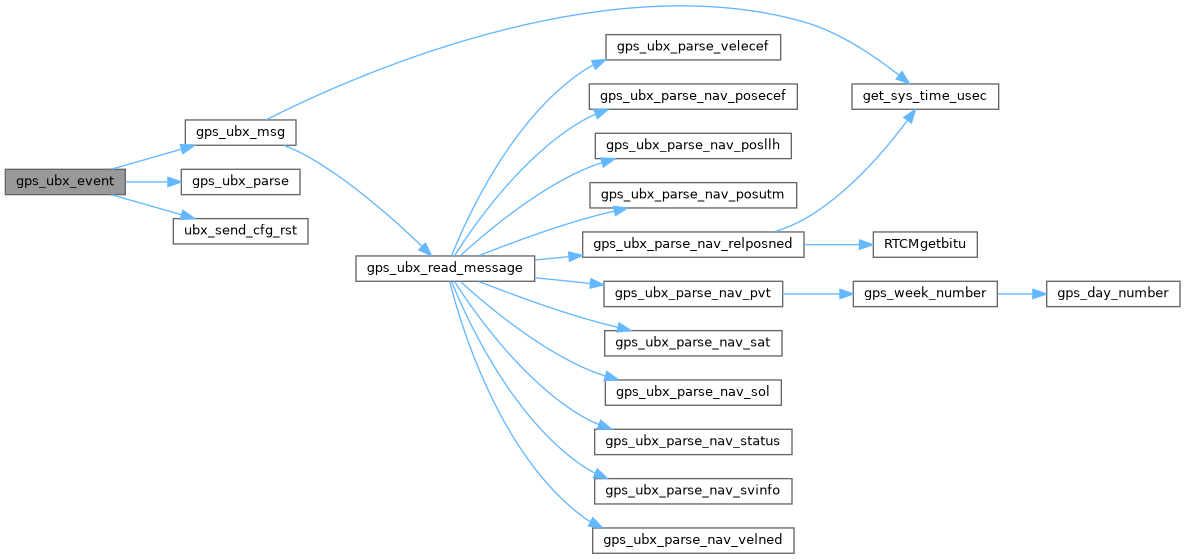 gps_ubx_event
gps_ubx_msg
gps_ubx_parse
ubx_send_cfg_rst
gps_ubx_read_message
gps_ubx_parse_velecef
gps_ubx_parse_nav_posecef
gps_ubx_parse_nav_posllh
gps_ubx_parse_nav_posutm
gps_ubx_parse_nav_relposned
gps_ubx_parse_nav_pvt
gps_ubx_parse_nav_sat
gps_ubx_parse_nav_sol
gps_ubx_parse_nav_status
gps_ubx_parse_nav_svinfo
gps_ubx_parse_nav_velned
get_sys_time_usec
RTCMgetbitu
gps_week_number
gps_day_number